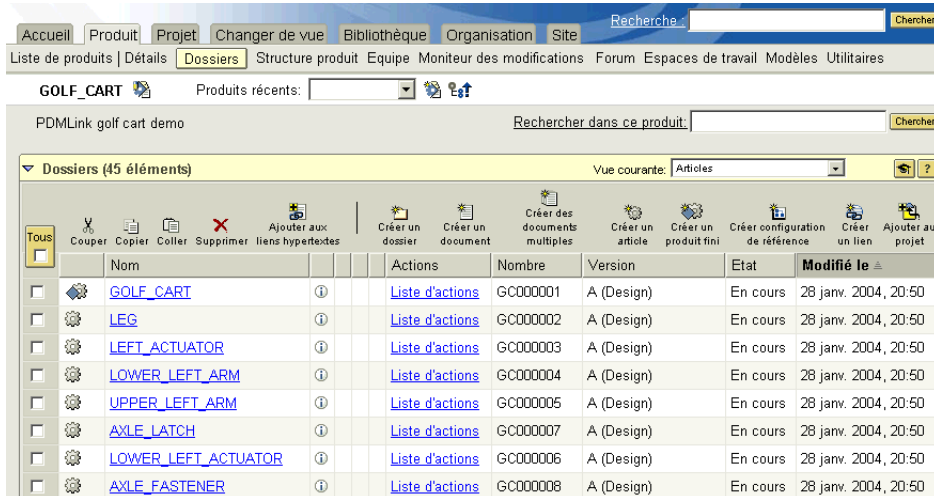 Recherche : Chercher
Accueil Produit Projet Changer de vue Bibliothèque Organisation Site
Liste de produits | Détails Dossiers Structure produit Equipe Moniteur des modifications Forum Espaces de travail Modèles Utilitaires
GOLF_CART Produits récents:
PDMLink golf cart demo Rechercher dans ce produit: Chercher
Dossiers (45 éléments) Vue courante: Articles ?
Tous Couper Copier Coller Supprimer Ajouter aux liens hypertextes Créer un dossier Créer un document Créer des documents multiples Créer un article Créer un produit fini Créer configuration de référence Créer un lien Ajouter au projet
Nom Actions Nombre Version Etat Modifié le
GOLF_CART Liste d'actions GC000001 A (Design) En cours 28 janv. 2004, 20:50
LEG Liste d'actions GC000002 A (Design) En cours 28 janv. 2004, 20:50
LEFT_ACTUATOR Liste d'actions GC000003 A (Design) En cours 28 janv. 2004, 20:50
LOWER_LEFT_ARM Liste d'actions GC000004 A (Design) En cours 28 janv. 2004, 20:50
UPPER_LEFT_ARM Liste d'actions GC000005 A (Design) En cours 28 janv. 2004, 20:50
AXLE_LATCH Liste d'actions GC000007 A (Design) En cours 28 janv. 2004, 20:50
LOWER_LEFT_ACTUATOR Liste d'actions GC000006 A (Design) En cours 28 janv. 2004, 20:50
AXLE_FASTENER Liste d'actions GC000008 A (Design) En cours 28 janv. 2004, 20:50